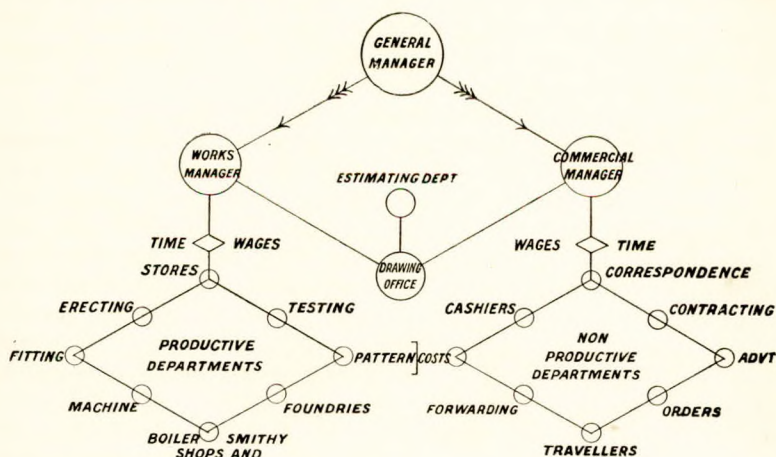 GENERAL
MANAGER
WORKS
MANAGER
COMMERCIAL
MANAGER
ESTIMATING DEPT
DRAWING
OFFICE
TIME WAGES
WAGES TIME
STORES
ERECTING
TESTING
FITTING
PRODUCTIVE
DEPARTMENTS
PATTERN
MACHINE
FOUNDRIES
BOILER SMITHY
SHOPS AND
CORRESPONDENCE
CASHIERS
CONTRACTING
COSTS
NON
PRODUCTIVE
DEPARTMENTS
ADVT
FORWARDING
ORDERS
TRAVELLERS